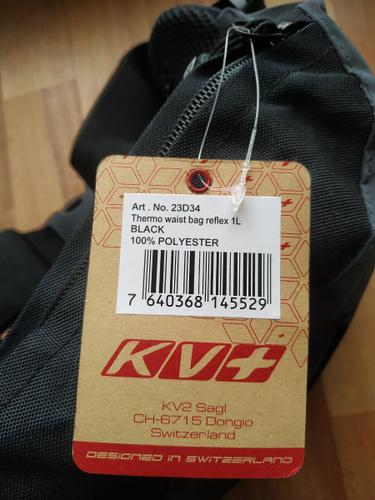 Art . No. 23D34
Thermo waist bag reflex 1L
BLACK
100% POLYESTER
7 640368 145529
KV+
KV2 Sagl
CH-6715 Dongio
Switzerland
DESIGNED IN SWITZERLAND